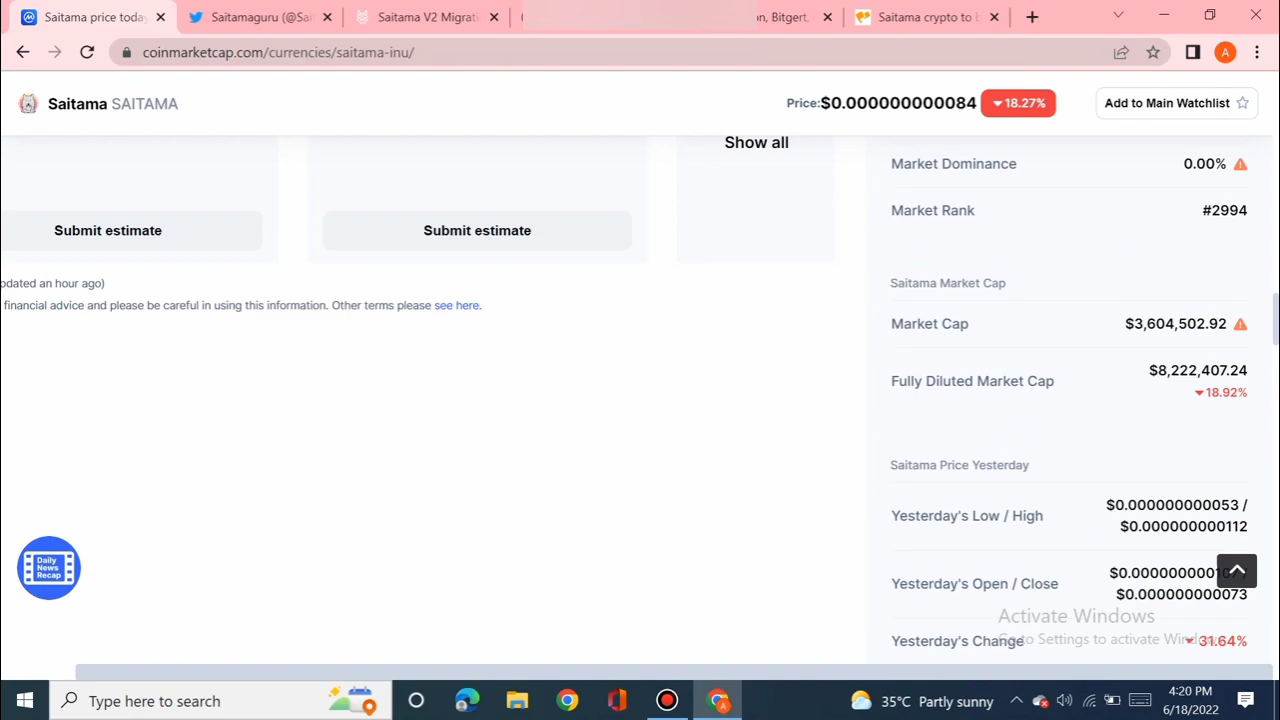 Saitama price today
Saitamaguru (@Sai
Saitama V2 Migrati
on, Bitgert,
Saitama crypto to b
coinmarketcap.com/currencies/saitama-inu/
A
Saitama SAITAMA
Price:$0.000000000084
18.27%
Add to Main Watchlist
Show all
Market Dominance 0.00%
Submit estimate
Submit estimate
Market Rank #2994
pdated an hour ago)
financial advice and please be careful in using this information. Other terms please see here.
Saitama Market Cap
Market Cap $3,604,502.92
Fully Diluted Market Cap $8,222,407.24
18.92%
Saitama Price Yesterday
Yesterday's Low / High $0.000000000053 /
$0.000000000112
Daily
News
Recap
Yesterday's Open / Close
$0.000000000073
Yesterday's Change 31.64%
Activate Windows
Go to Settings to activate
Type here to search
A
35°C Partly sunny
4:20 PM
6/18/2022